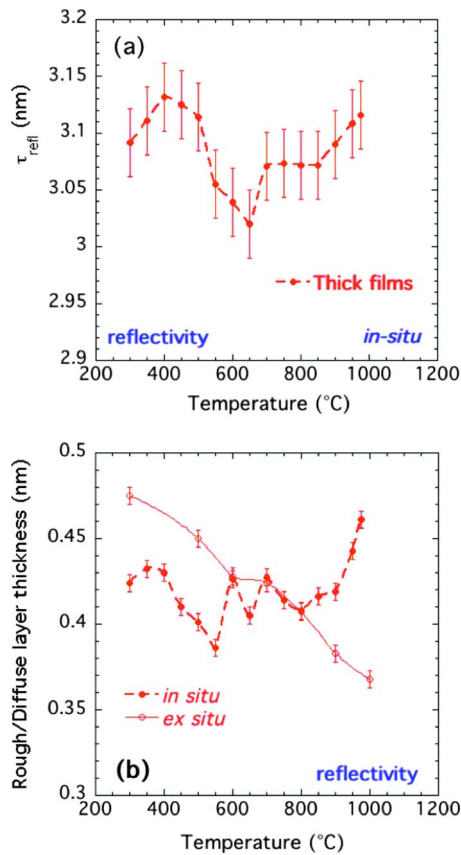 3.2
(a)
3.15
3.1
3.05
3
2.95
2.9
τrefl (nm)
Thick films
reflectivity
in-situ
200 400 600 800 1000 1200
Temperature (°C)
0.5
0.45
0.4
0.35
0.3
Rough/Diffuse layer thickness (nm)
in situ
ex situ
(b)
reflectivity
200 400 600 800 1000 1200
Temperature (°C)